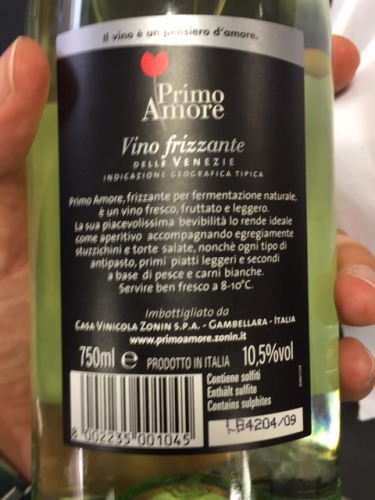 Il vino è un pensiero d'amore.
Primo
Amore
Vino frizzante
DELLE VENEZIE
INDICAZIONE GEOGRAFICA TIPICA
Primo Amore, frizzante per fermentazione naturale,
è un vino fresco, fruttato e leggero.
La sua piacevolissima bevibilità lo rende ideale
come aperitivo accompagnando egregiamente
stuzzichini e torte salate, nonchè ogni tipo di
antipasto, primi piatti leggeri e secondi
a base di pesce e carni bianche.
Servire ben fresco a 8-10°C.
Imbottigliato da
CASA VINICOLA ZONIN S.P.A. - GAMBELLARA - ITALIA
www.primoamore.zonin.it
750ml e PRODOTTO IN ITALIA 10,5%vol
Contiene solfiti
Enthält sulfite
Contains sulphites
8 002235 001045
LB4204/09